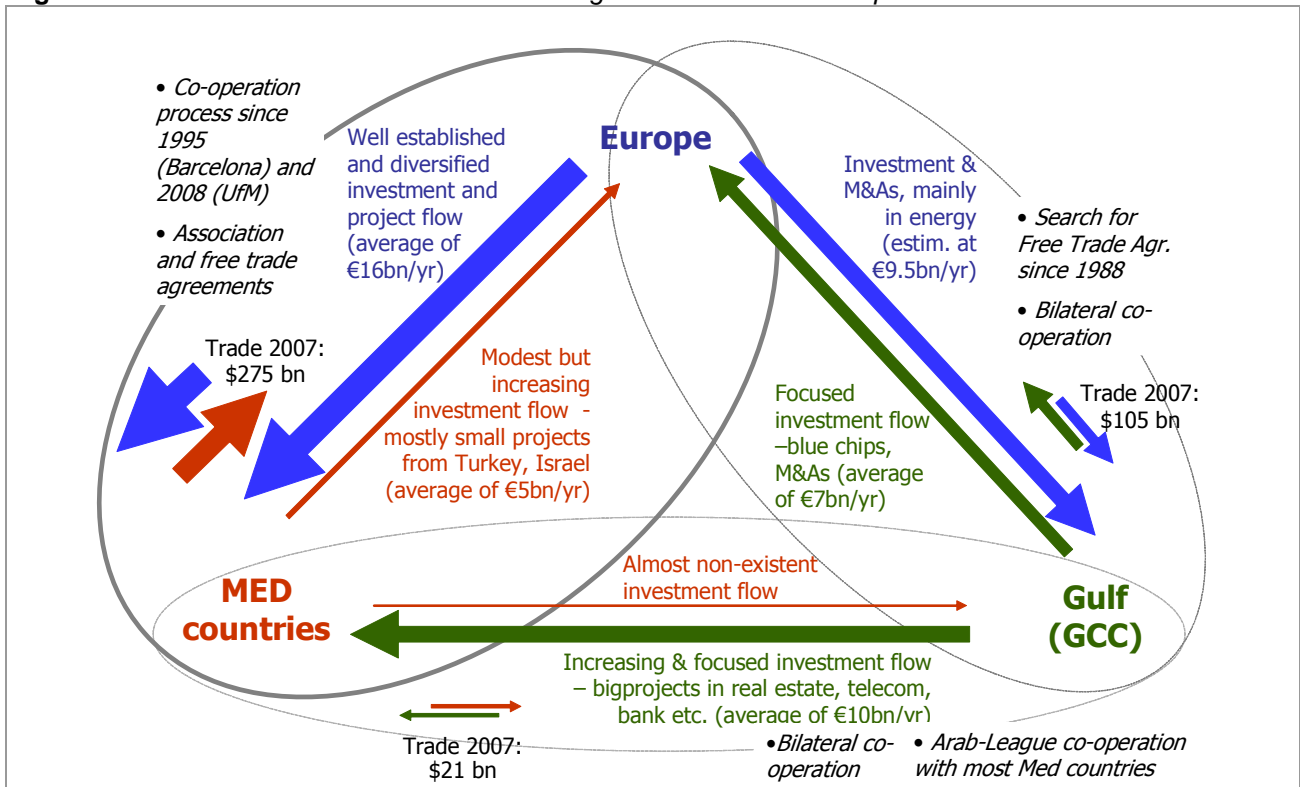 • Co-operation
process since
1995
(Barcelona) and
2008 (UfM)
• Association
and free trade
agreements
Well established
and diversified
investment and
project flow
(average of
€16bn/yr)
Europe
Investment &
M&As, mainly
in energy
(estim. at
€9.5bn/yr)
• Search for
Free Trade Agr.
since 1988
• Bilateral co-
operation
Trade 2007:
$275 bn
Modest but
increasing
investment flow -
mostly small projects
from Turkey, Israel
(average of €5bn/yr)
Focused
investment flow
–blue chips,
M&As (average
of €7bn/yr)
Trade 2007:
$105 bn
MED
countries
Almost non-existent
investment flow
Gulf
(GCC)
Increasing & focused investment flow
– bigprojects in real estate, telecom,
bank etc. (average of €10bn/yr)
Trade 2007:
$21 bn
•Bilateral co-
operation
• Arab-League co-operation
with most Med countries